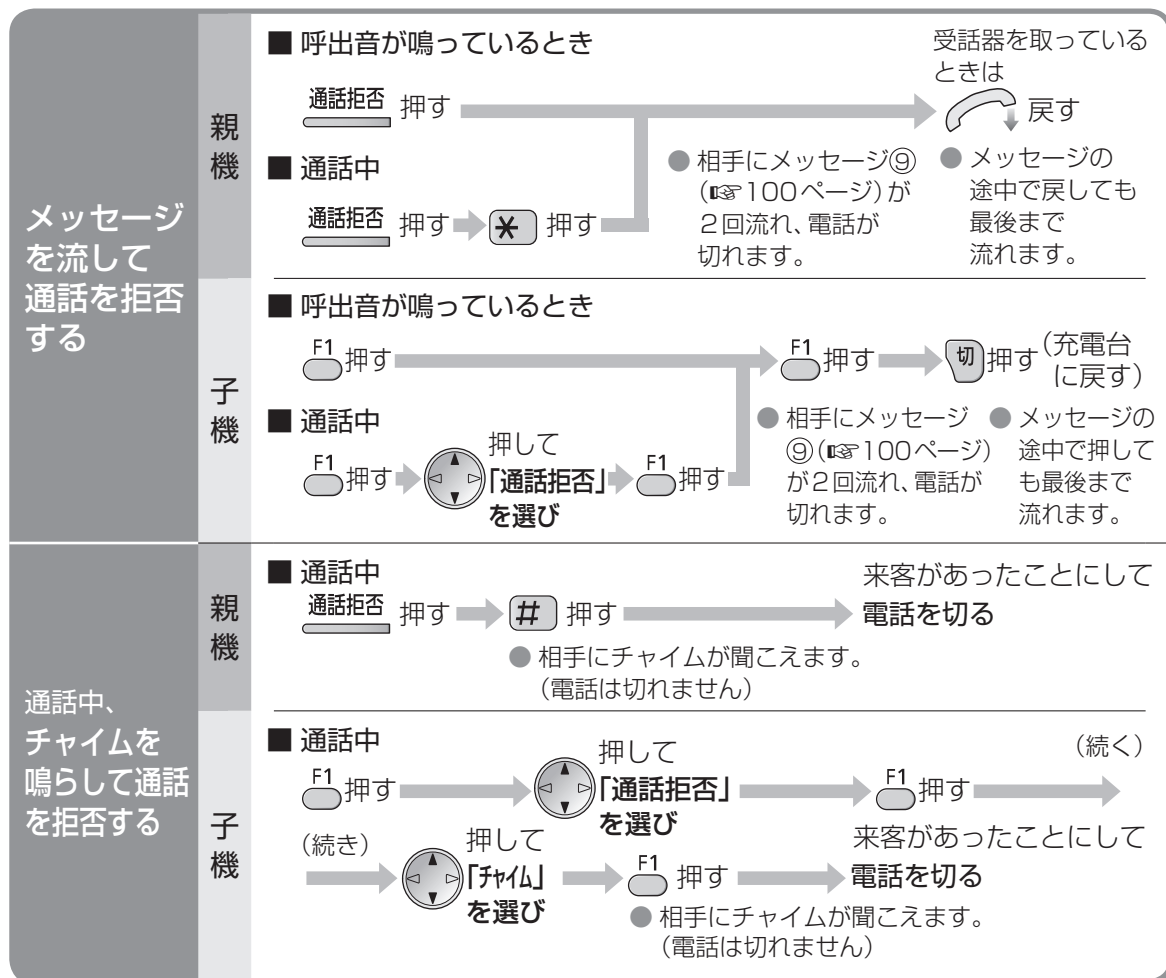 メッセージ
を流して
通話を拒否
する
親機
■ 呼出音が鳴っているとき
通話拒否 押す
■ 通話中
通話拒否 押す ＊ 押す
● 相手にメッセージ⑨
(☞100ページ)が
2回流れ、電話が
切れます。
受話器を取っている
ときは
戻す
● メッセージの
途中で戻しても
最後まで
流れます。
子機
■ 呼出音が鳴っているとき
F1 押す
■ 通話中
F1 押す 押して
「通話拒否」
を選び
F1 押す
F1 押す 切 押す(充電台
に戻す)
● 相手にメッセージ
⑨(☞100ページ)
が2回流れ、電話が
切れます。
● メッセージの
途中で押して
も最後まで
流れます。
通話中、
チャイムを
鳴らして通話
を拒否する
親機
■ 通話中
通話拒否 押す # 押す
● 相手にチャイムが聞こえます。
(電話は切れません)
来客があったことにして
電話を切る
子機
■ 通話中
F1 押す 押して
「通話拒否」
を選び
F1 押す
(続く)
(続き)
押して
「チャイム」
を選び
F1 押す
● 相手にチャイムが聞こえます。
(電話は切れません)
来客があったことにして
電話を切る